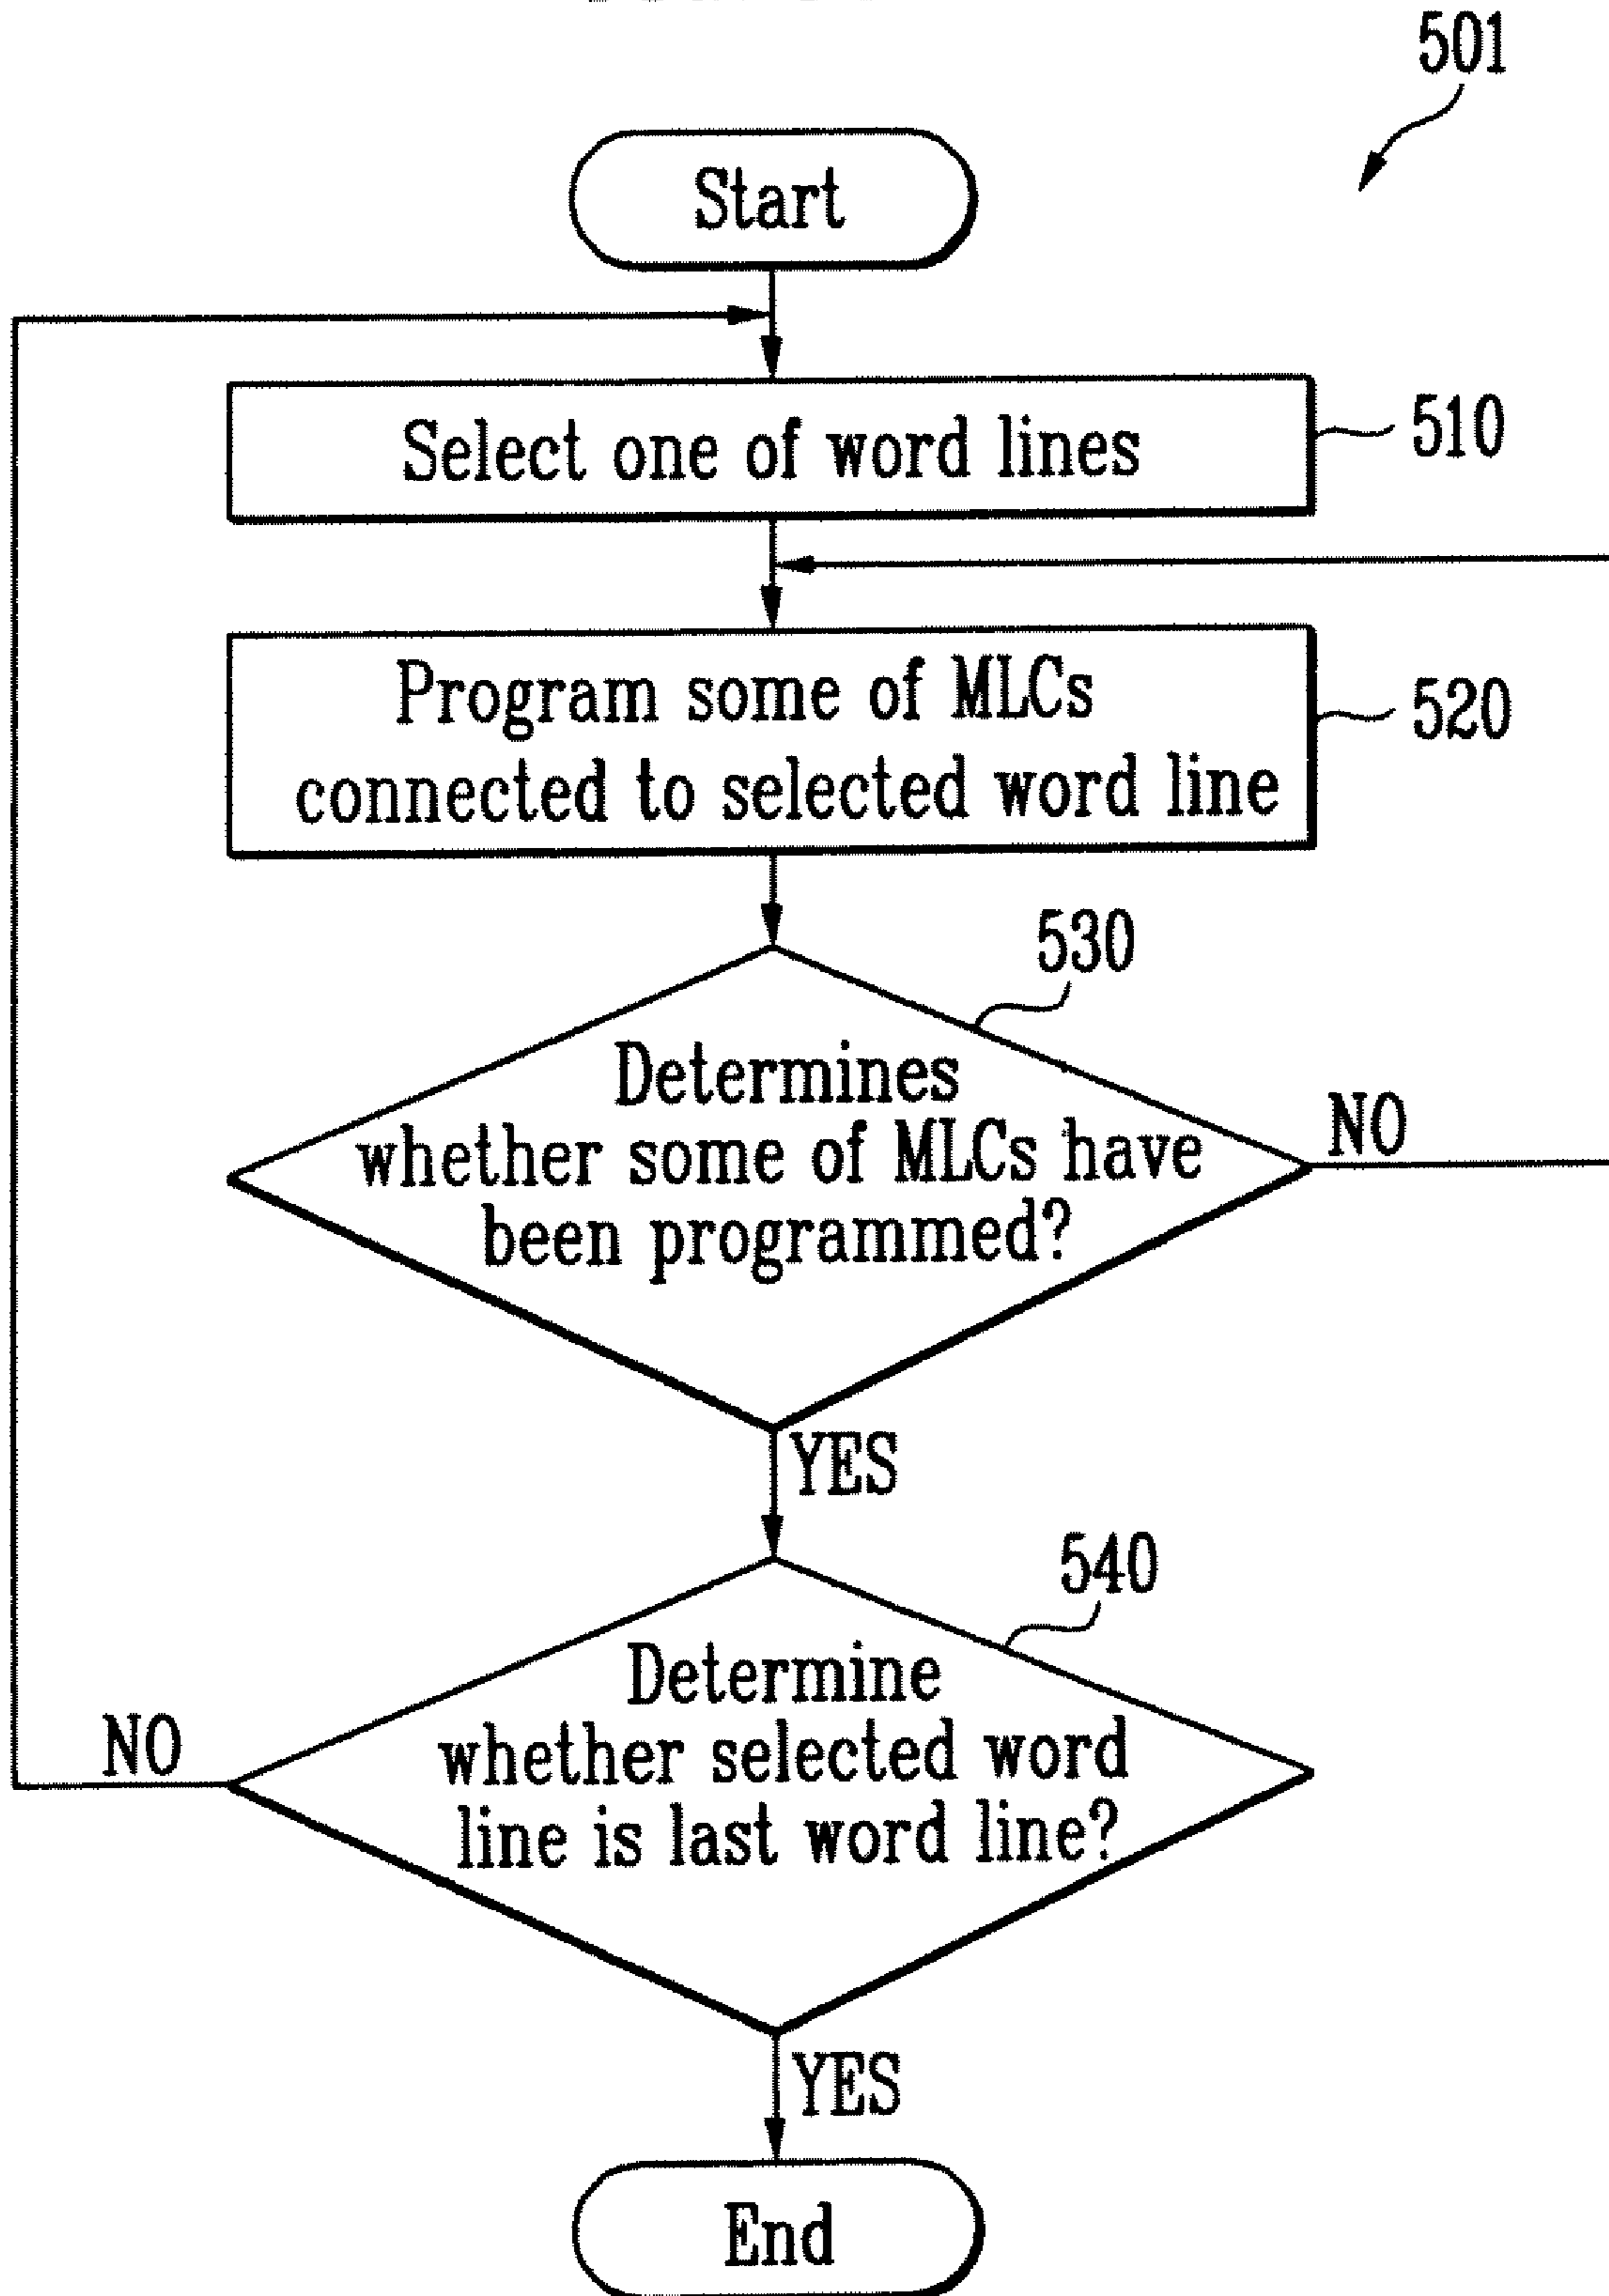 501
Start
Select one of word lines
510
Program some of MLCs
connected to selected word line
520
530
Determines
whether some of MLCs have
been programmed?
NO
YES
540
Determine
whether selected word
line is last word line?
NO
YES
End